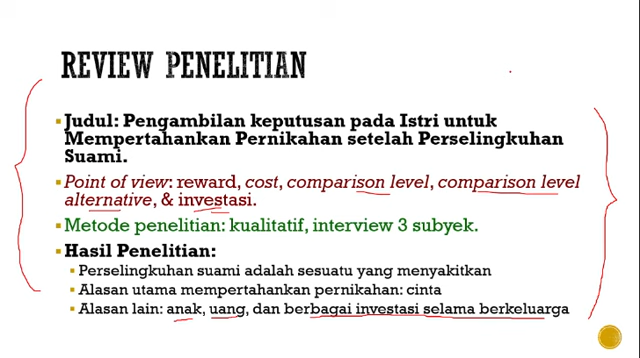 REVIEW PENELITIAN
Judul: Pengambilan keputusan pada Istri untuk
Mempertahankan Pernikahan setelah Perselingkuhan
Suami.
Point of view: reward, cost, comparison level, comparison level
alternative, & investasi.
Metode penelitian: kualitatif, interview 3 subyek.
Hasil Penelitian:
Perselingkuhan suami adalah sesuatu yang menyakitkan
Alasan utama mempertahankan pernikahan: cinta
Alasan lain: anak, uang, dan berbagai investasi selama berkeluarga